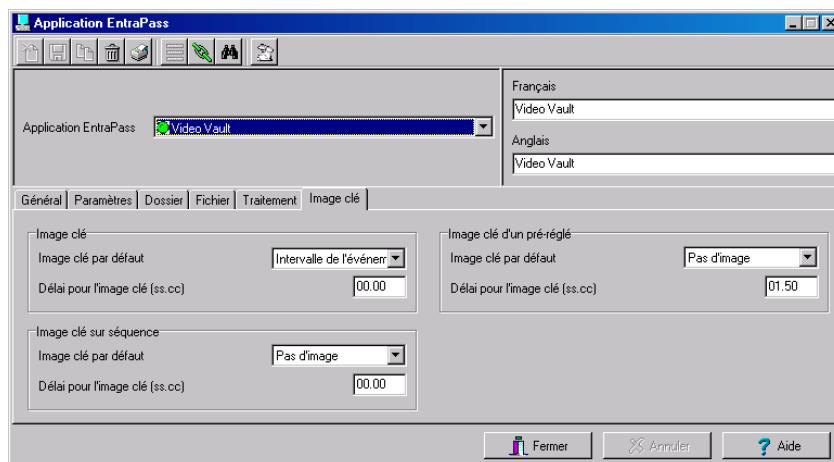 Application EntraPass
Français
Video Vault
Application EntraPass Video Vault
Anglais
Video Vault
Général Paramètres Dossier Fichier Traitement Image clé
Image clé
Image clé par défaut Intervalle de l'événem
Délai pour l'image clé (ss.cc) 00.00
Image clé d'un pré-réglé
Image clé par défaut Pas d'image
Délai pour l'image clé (ss.cc) 01.50
Image clé sur séquence
Image clé par défaut Pas d'image
Délai pour l'image clé (ss.cc) 00.00
Fermer Annuler Aide